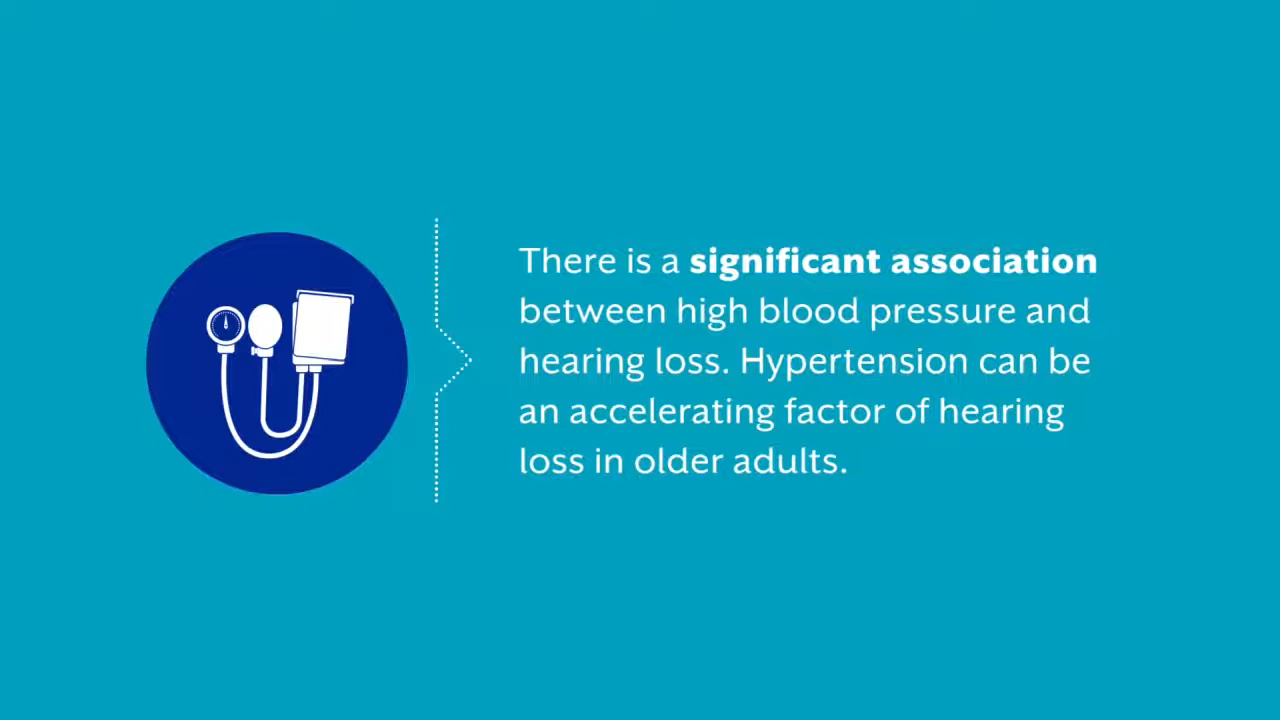 There is a significant association
between high blood pressure and
hearing loss. Hypertension can be
an accelerating factor of hearing
loss in older adults.